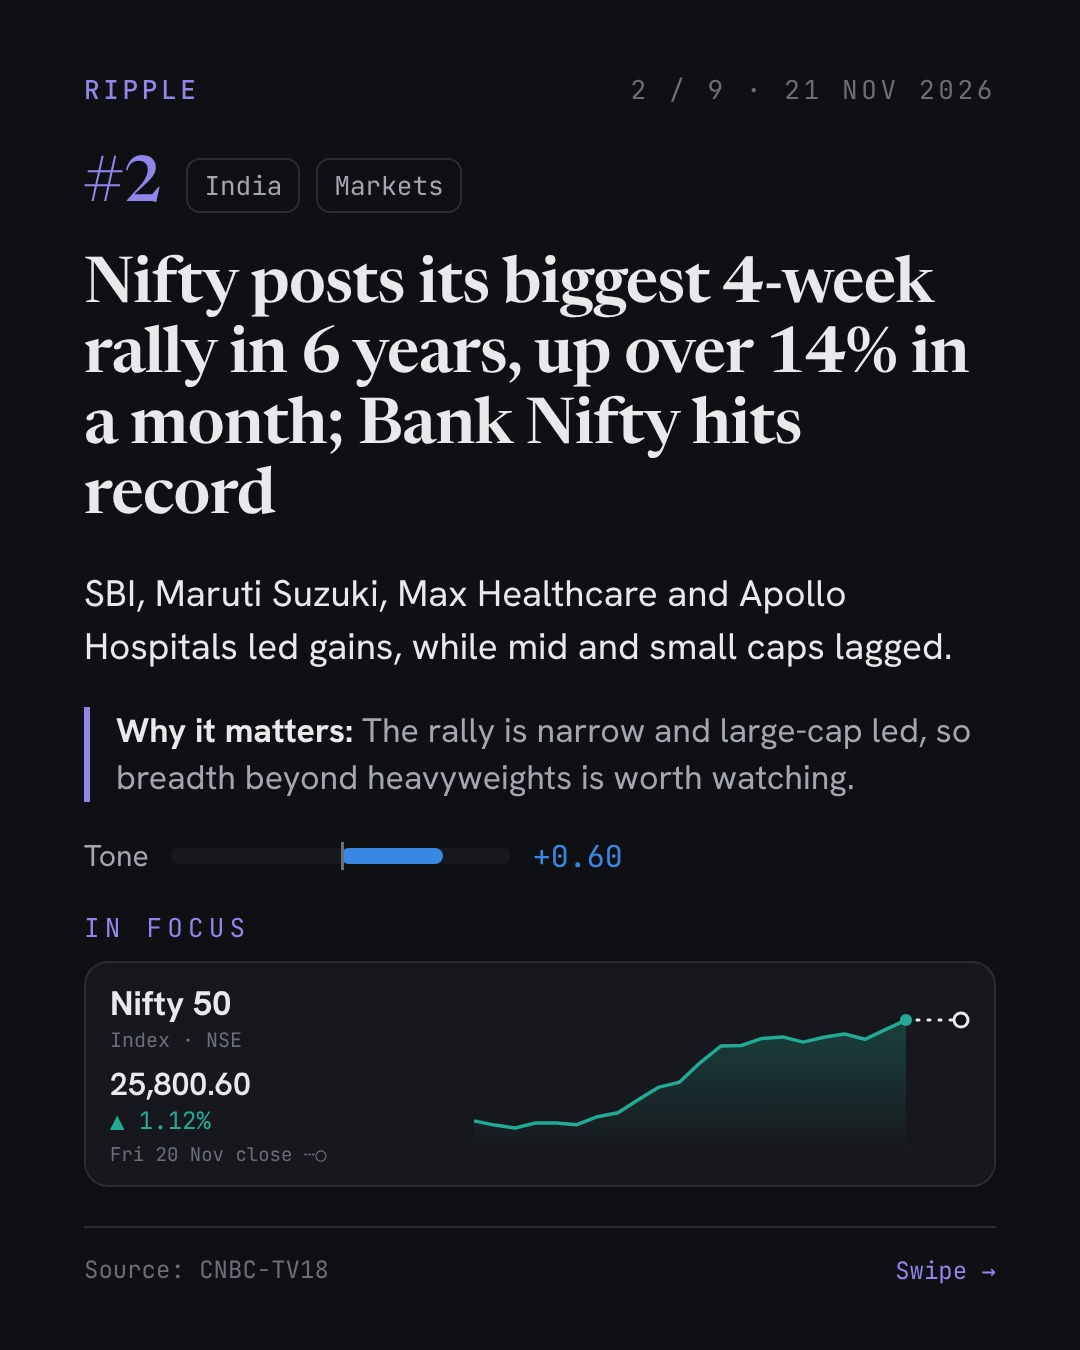 RIPPLE
2 / 9 · 21 NOV 2026
#2 India Markets
Nifty posts its biggest 4-week
rally in 6 years, up over 14% in
a month; Bank Nifty hits
record
SBI, Maruti Suzuki, Max Healthcare and Apollo
Hospitals led gains, while mid and small caps lagged.
Why it matters: The rally is narrow and large-cap led, so
breadth beyond heavyweights is worth watching.
Tone +0.60
IN FOCUS
Nifty 50
Index · NSE
25,800.60
▲ 1.12%
Fri 20 Nov close ┄○
Source: CNBC-TV18
Swipe →